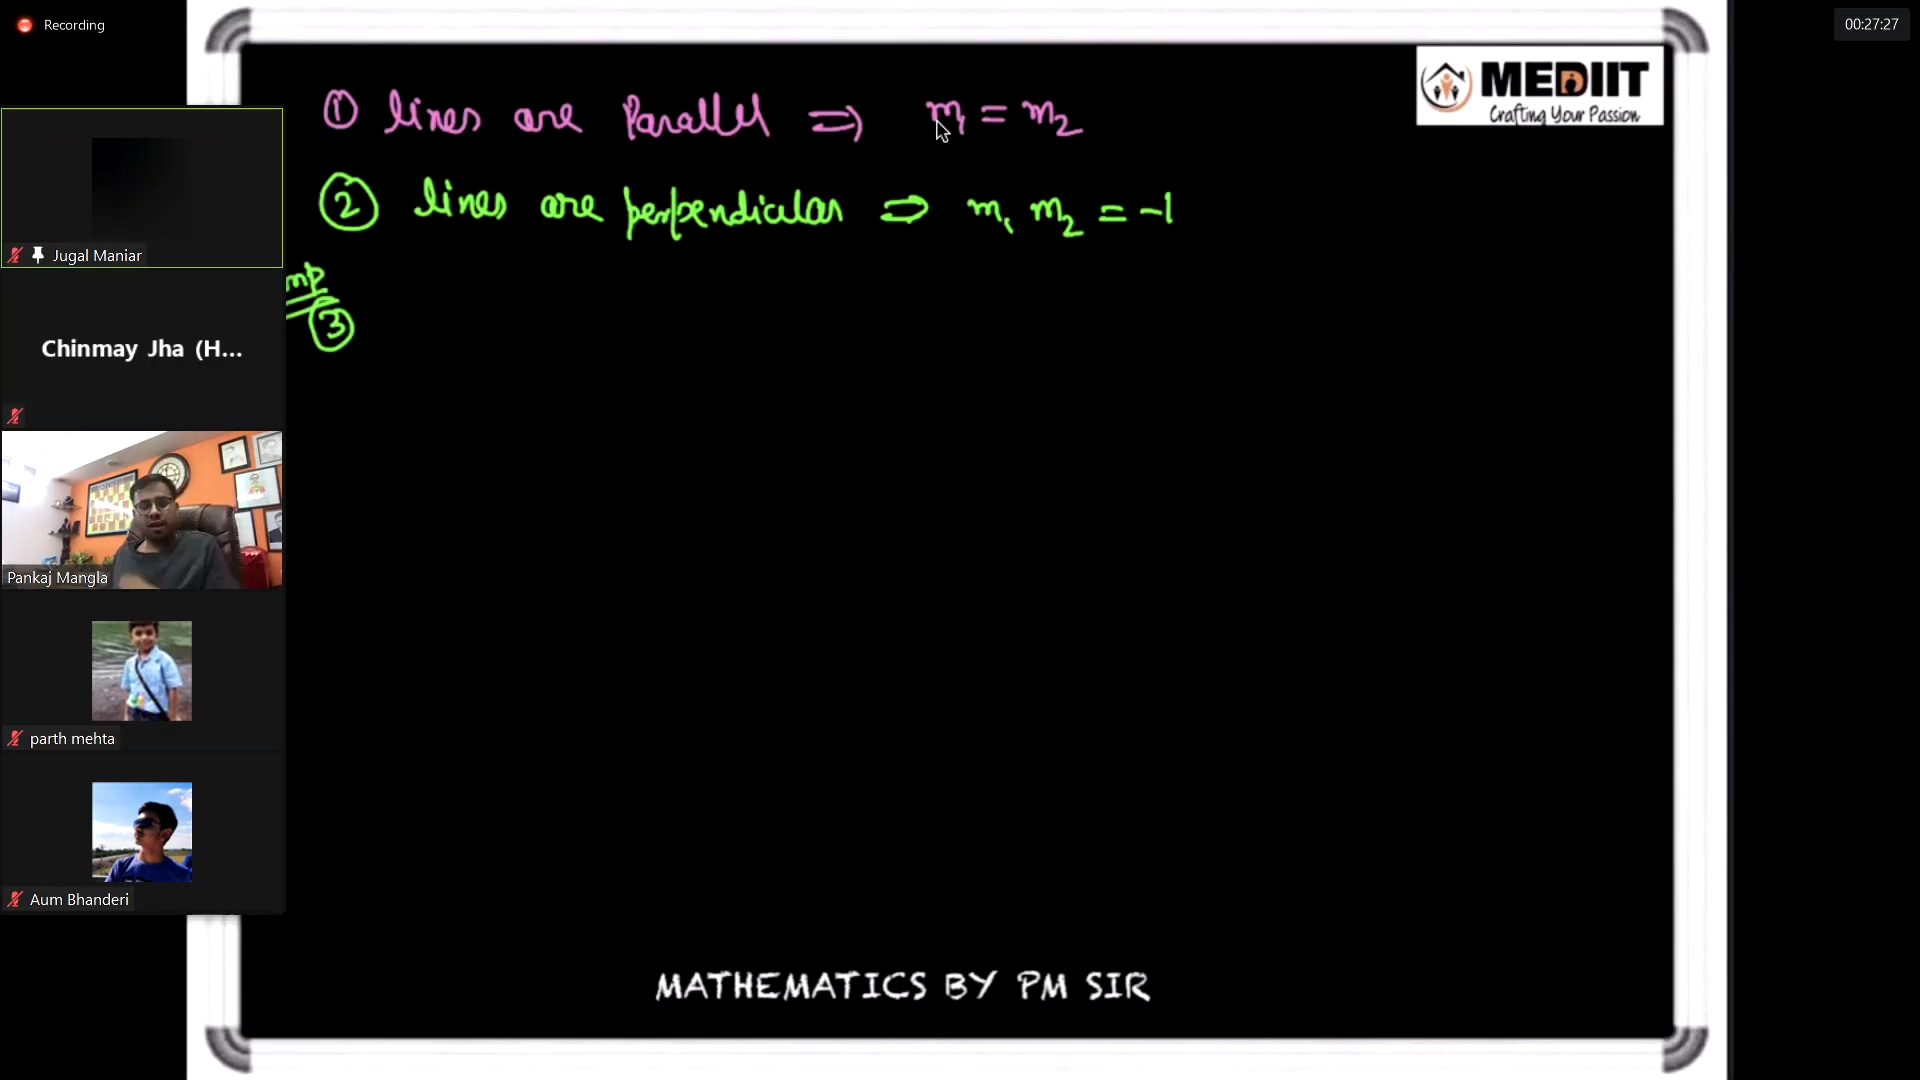 Recording
00:27:27
MEDIIT
Crafting Your Passion
① lines are Parallel ⇒ m₁ = m₂
② lines are perpendicular ⇒ m₁ m₂ = -1
mp
③
Jugal Maniar
Chinmay Jha (H...
Pankaj Mangla
parth mehta
Aum Bhanderi
MATHEMATICS BY PM SIR